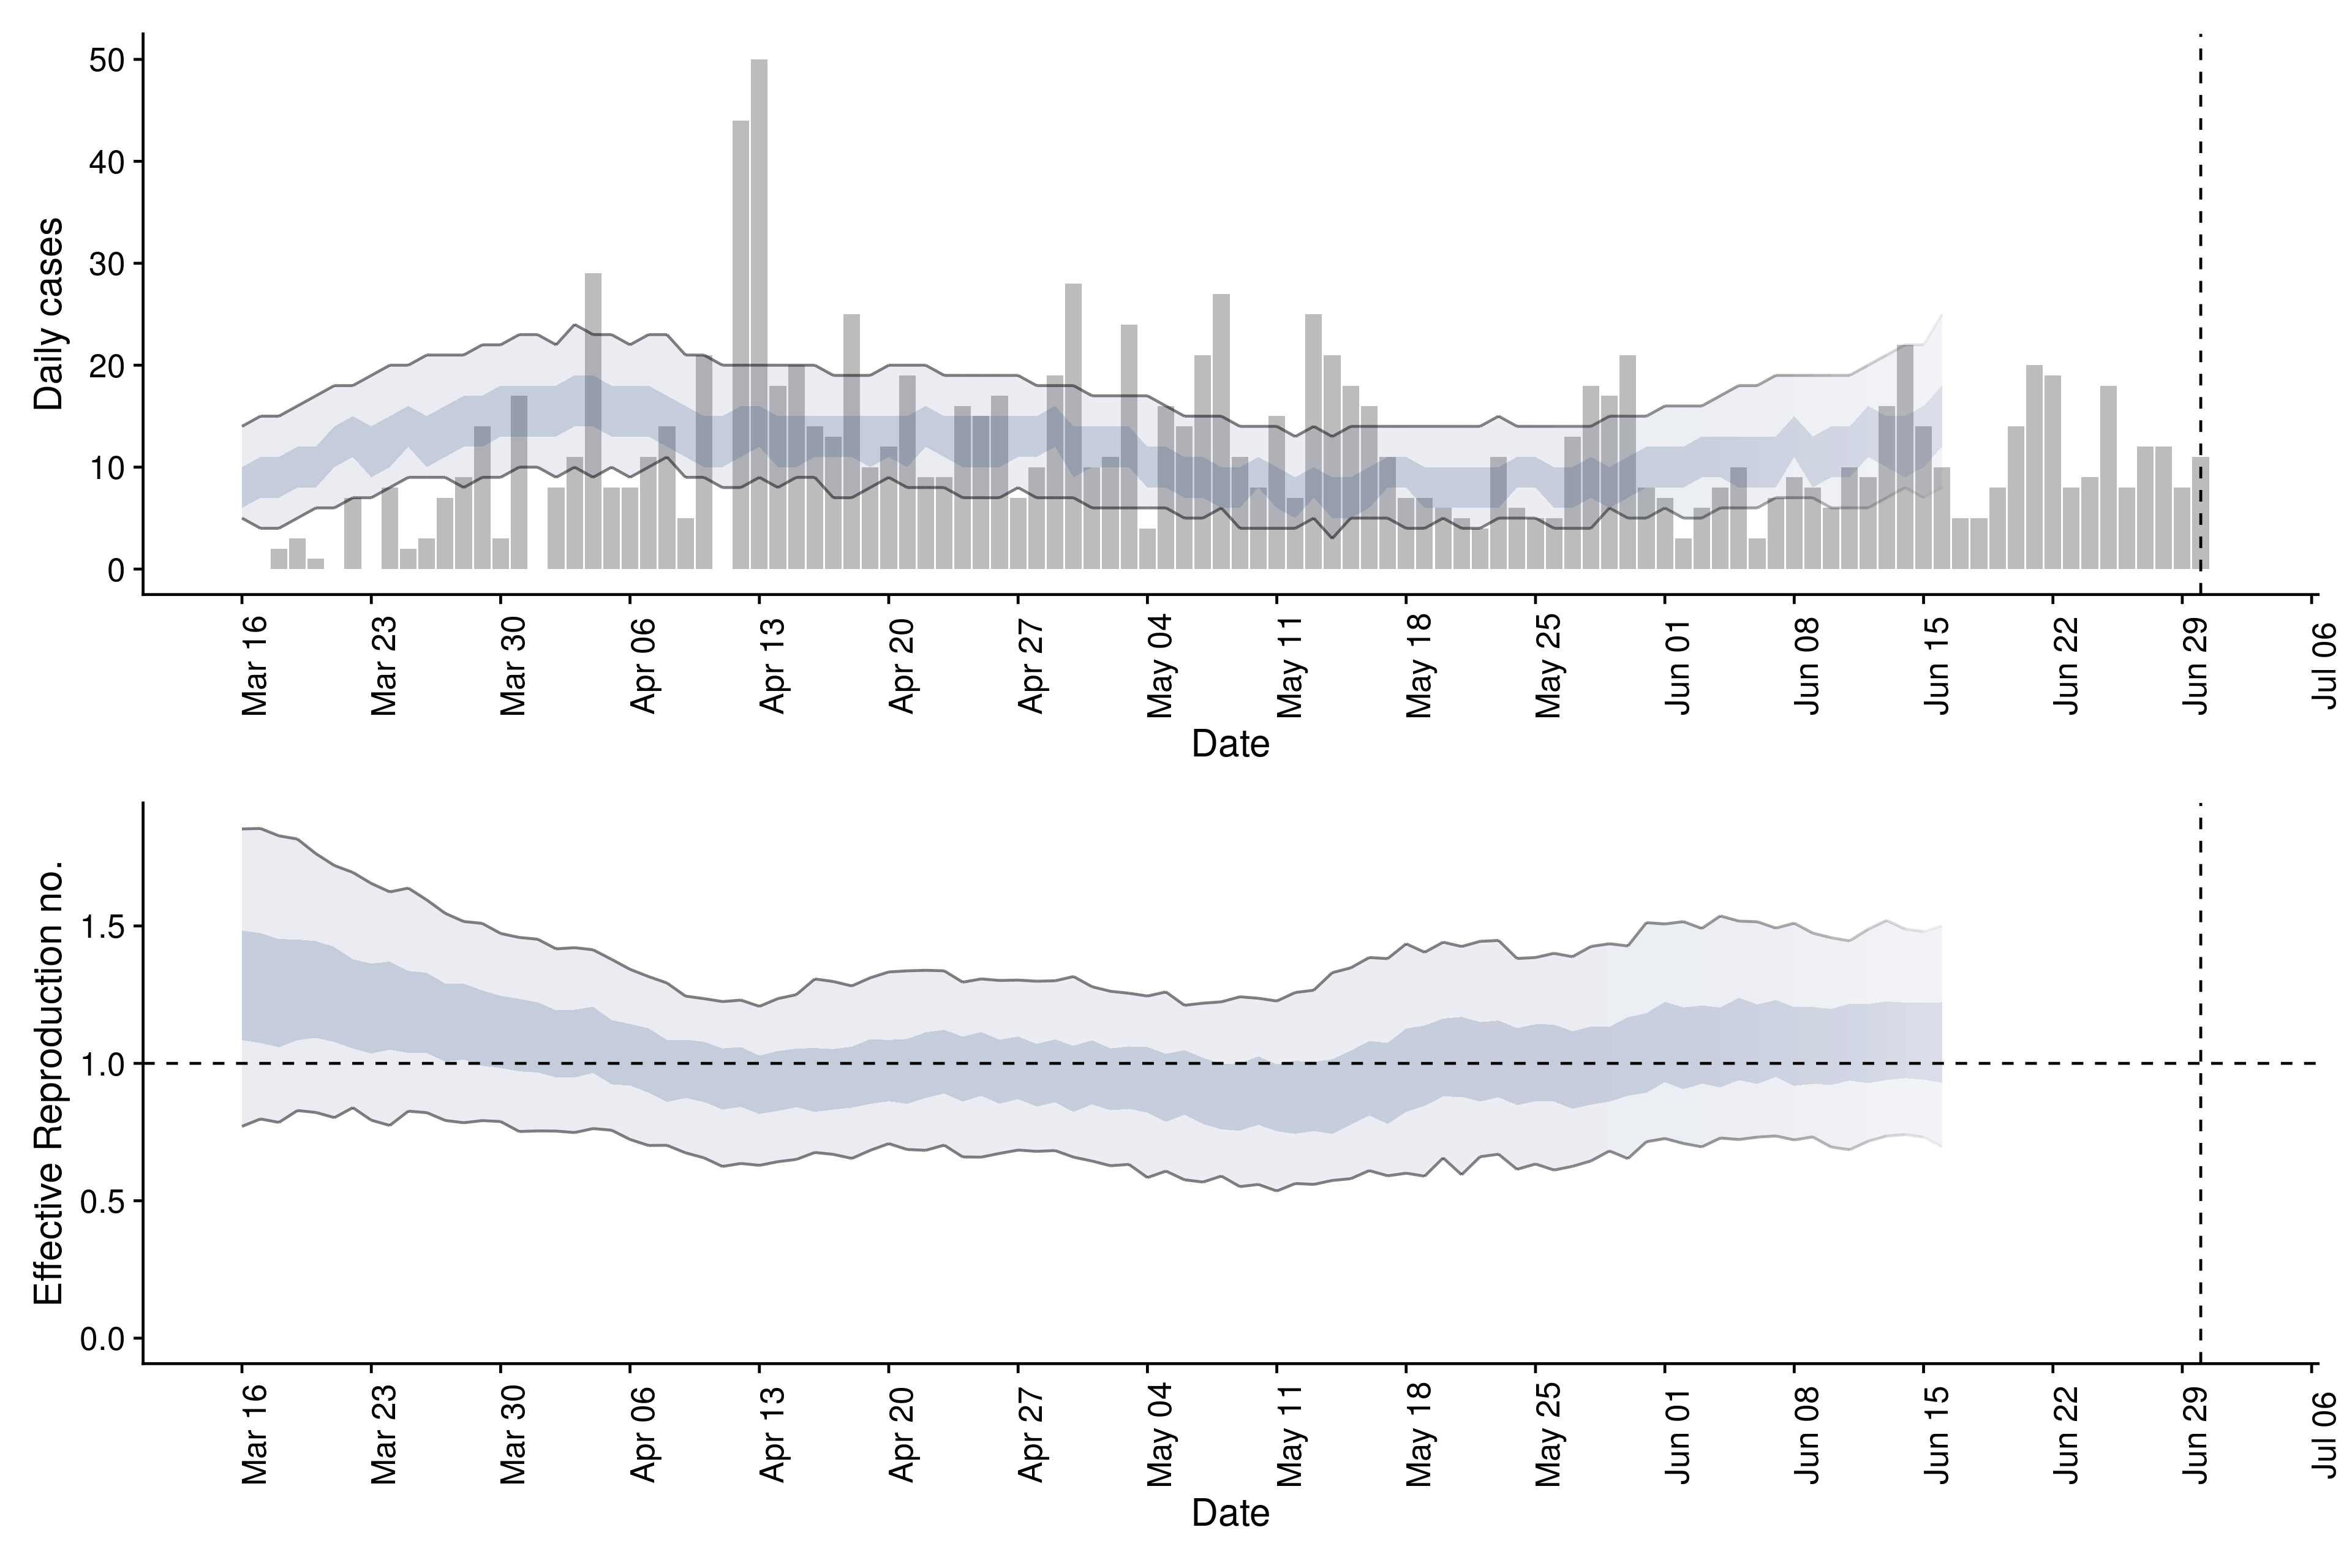 Daily cases
50
40
30
20
10
0
Mar 16
Mar 23
Mar 30
Apr 06
Apr 13
Apr 20
Apr 27
May 04
May 11
May 18
May 25
Jun 01
Jun 08
Jun 15
Jun 22
Jun 29
Jul 06
Date
Effective Reproduction no.
1.5
1.0
0.5
0.0
Mar 16
Mar 23
Mar 30
Apr 06
Apr 13
Apr 20
Apr 27
May 04
May 11
May 18
May 25
Jun 01
Jun 08
Jun 15
Jun 22
Jun 29
Jul 06
Date